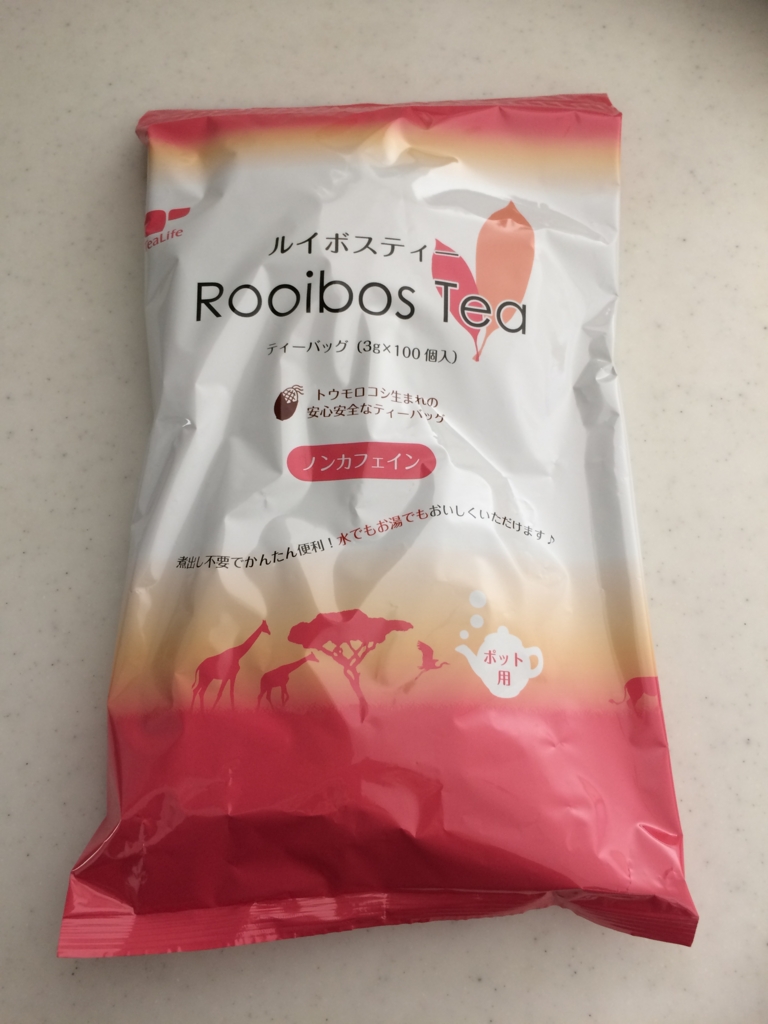 TeaLife
ルイボスティー
Rooibos Tea
ティーバッグ(3g×100個入)
トウモロコシ生まれの
安心安全なティーバッグ
ノンカフェイン
煮出し不要でかんたん便利!水でもお湯でもおいしくいただけます♪
ポット
用